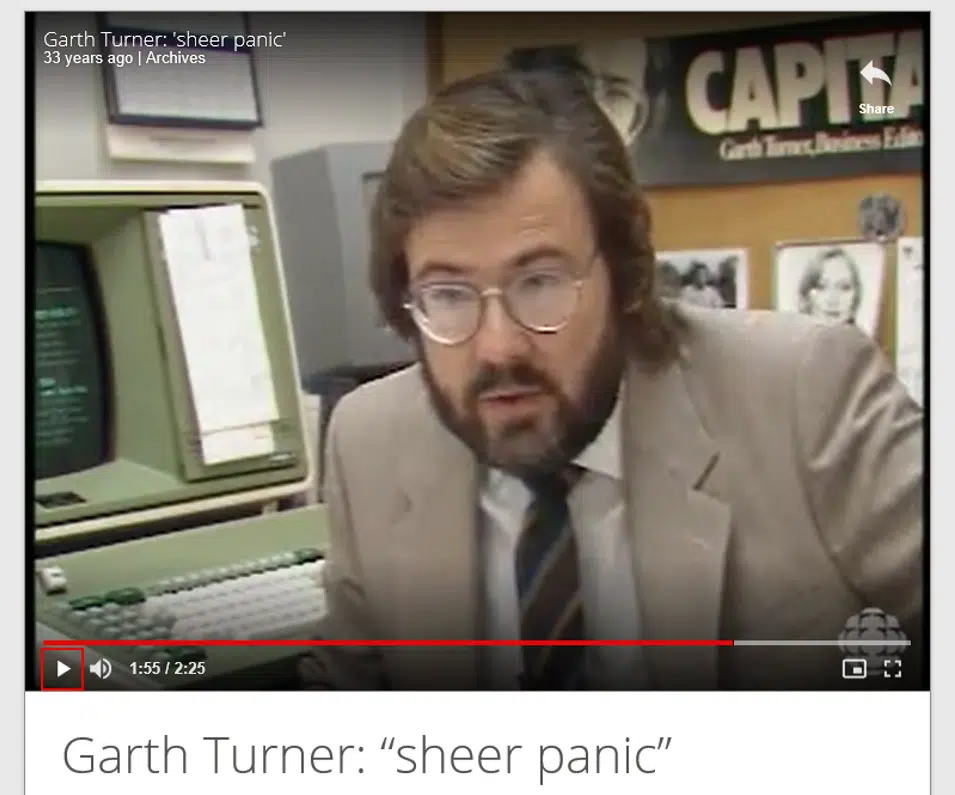 Garth Turner: 'sheer panic'
33 years ago | Archives
CAPITA
Share
Garth Turner, Business Edito
1:55 / 2:25
Garth Turner: “sheer panic”